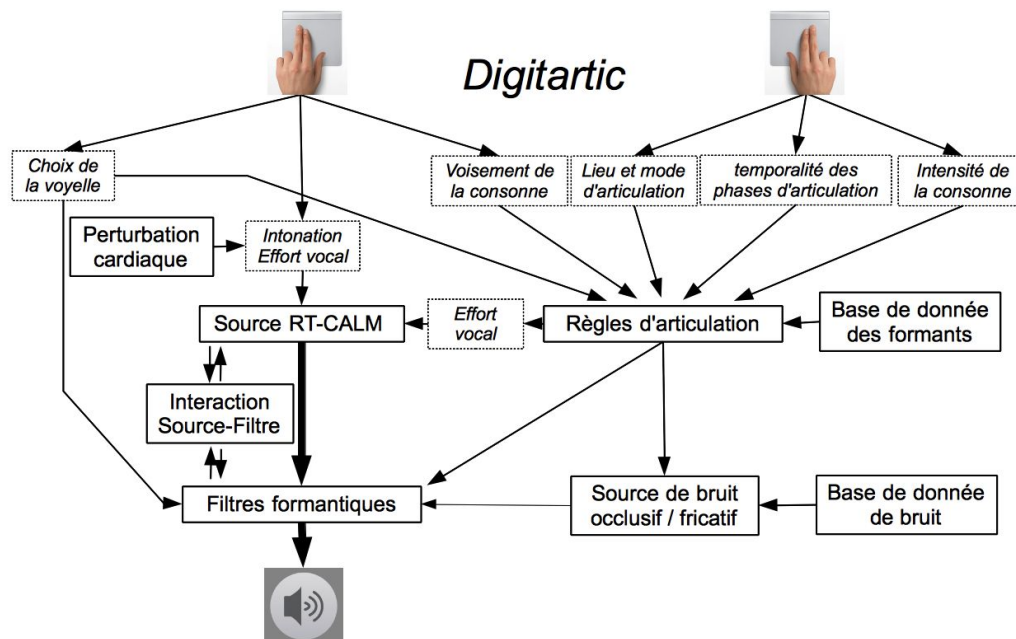 Digitartic
Choix de
la voyelle
Voisement de
la consonne
Lieu et mode
d'articulation
temporalité des
phases d'articulation
Intensité de
la consonne
Perturbation
cardiaque
Intonation
Effort vocal
Source RT-CALM
Effort
vocal
Règles d'articulation
Base de donnée
des formants
Interaction
Source-Filtre
Filtres formantiques
Source de bruit
occlusif / fricatif
Base de donnée
de bruit